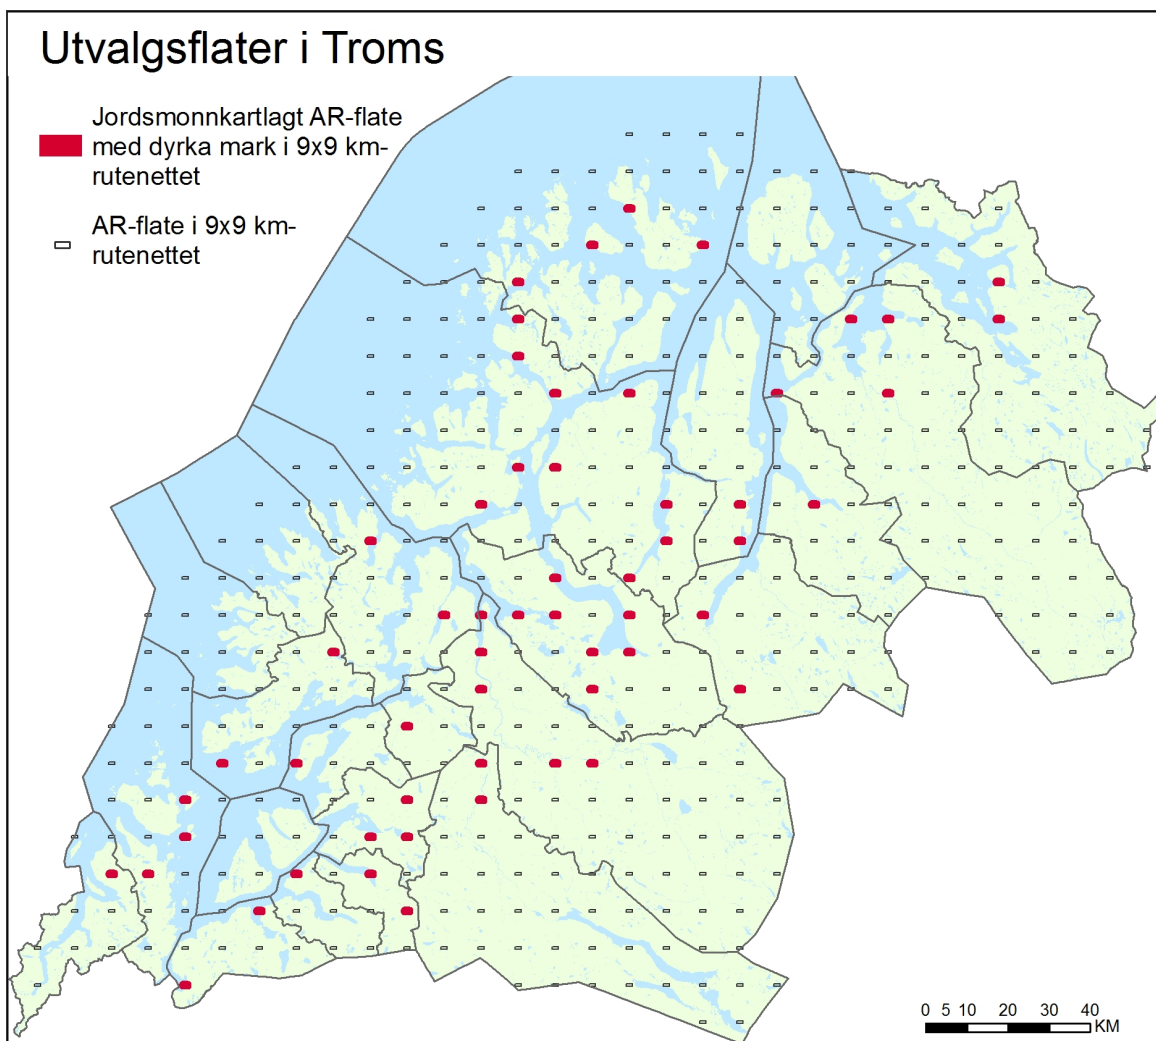 Utvalgsflater i Troms
Jordsmonnkartlagt AR-flate
med dyrka mark i 9x9 km-
rutenettet
AR-flate i 9x9 km-
rutenettet
0 5 10 20 30 40
KM